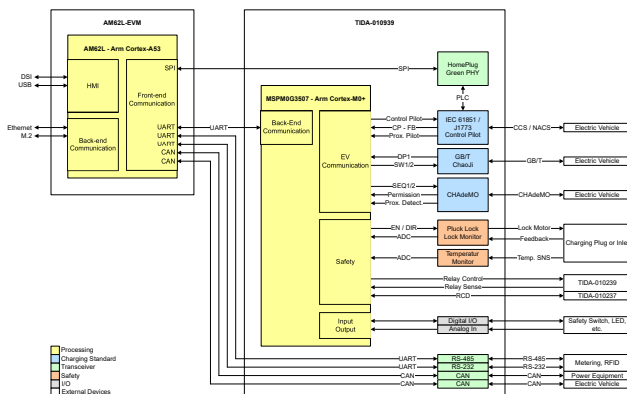 AM62L-EVM
TIDA-010939
AM62L - Arm Cortex-A53
SPI
SPI
HomePlug
Green PHY
DSI
USB
HMI
Front-end
Communication
PLC
MSPM0G3507 - Arm Cortex-M0+
Ethernet
M.2
Back-end
Communication
UART
UART
UART
CAN
CAN
UART
Back-End
Communication
EV
Communication
Control Pilot
CP - FB
Prox. Pilot
IEC 61851 /
J1773
Control Pilot
CCS / NACS
Electric Vehicle
DP1
SW1/2
GB/T
ChaoJi
GB/T
Electric Vehicle
SEQ1/2
Permission
Prox. Detect.
CHAdeMO
CHAdeMO
Electric Vehicle
Safety
EN / DIR
ADC
Pluck Lock
Lock Monitor
Lock Motor
Feedback
Charging Plug or Inle
ADC
Temperatur
Monitor
Temp. SNS
Relay Control
Relay Sense
TIDA-010239
RCD
TIDA-010237
Input
Output
Digital I/O
Analog In
Safety Switch, LED,
etc.
UART
RS-485
RS-485
UART
RS-232
RS-232
Metering, RFID
CAN
CAN
CAN
Power Equipment
CAN
CAN
CAN
Electric Vehicle
Processing
Charging Standard
Transceiver
Safety
I/O
External Devices